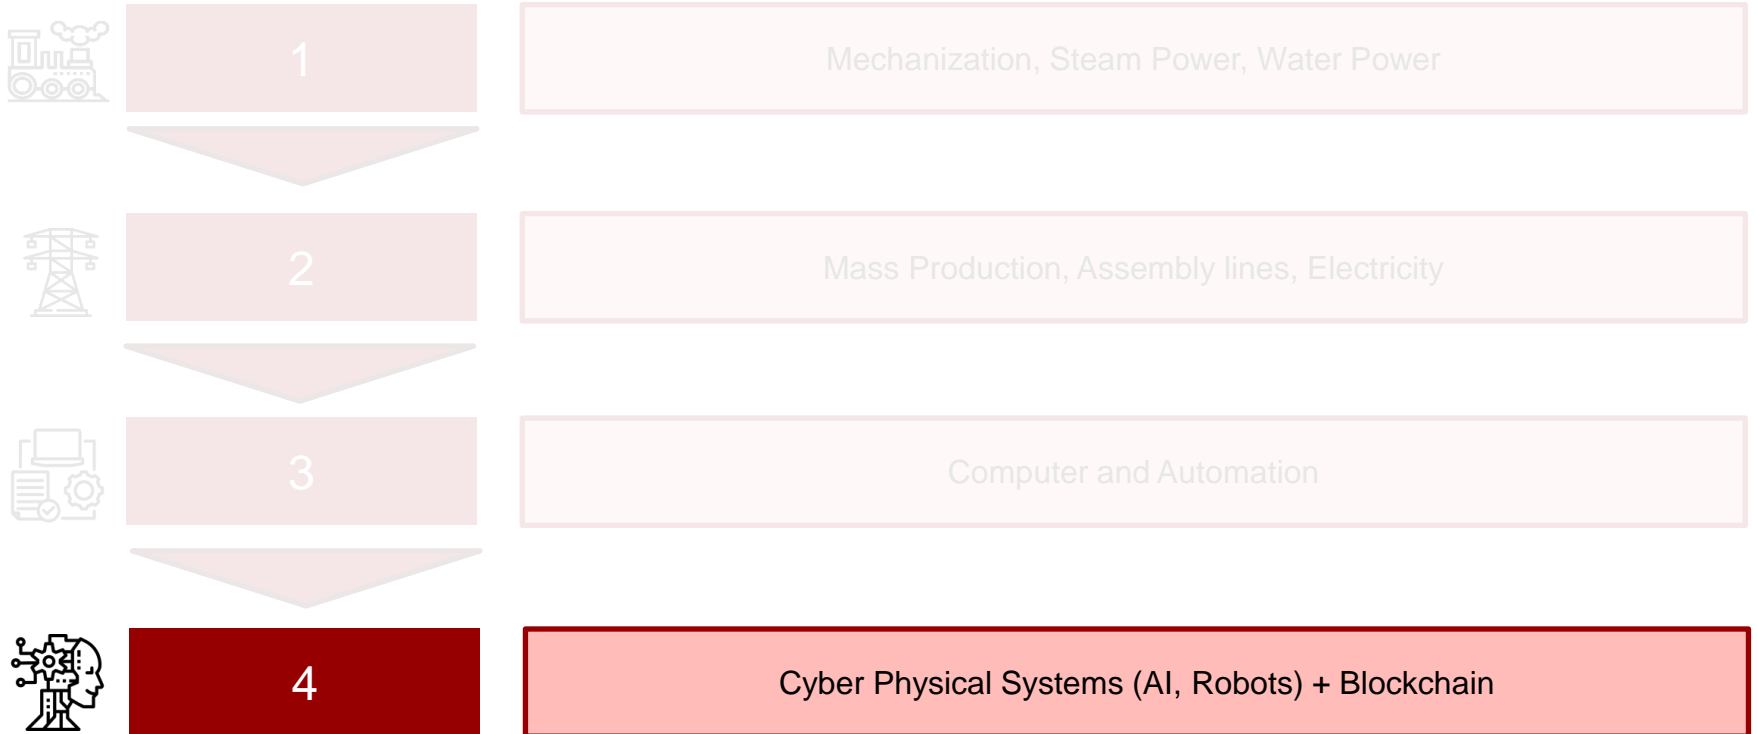 1
Mechanization, Steam Power, Water Power
2
Mass Production, Assembly lines, Electricity
3
Computer and Automation
4
Cyber Physical Systems (AI, Robots) + Blockchain